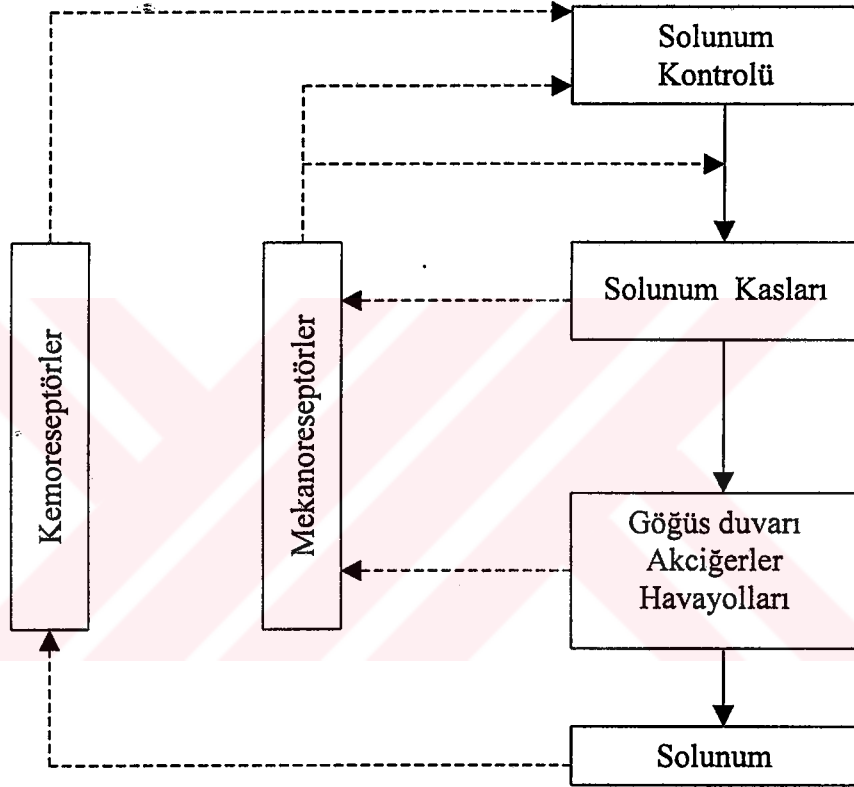 Solunum
Kontrolü
Solunum Kasları
Kemoreseptörler
Mekanoreseptörler
Göğüs duvarı
Akciğerler
Havayolları
Solunum